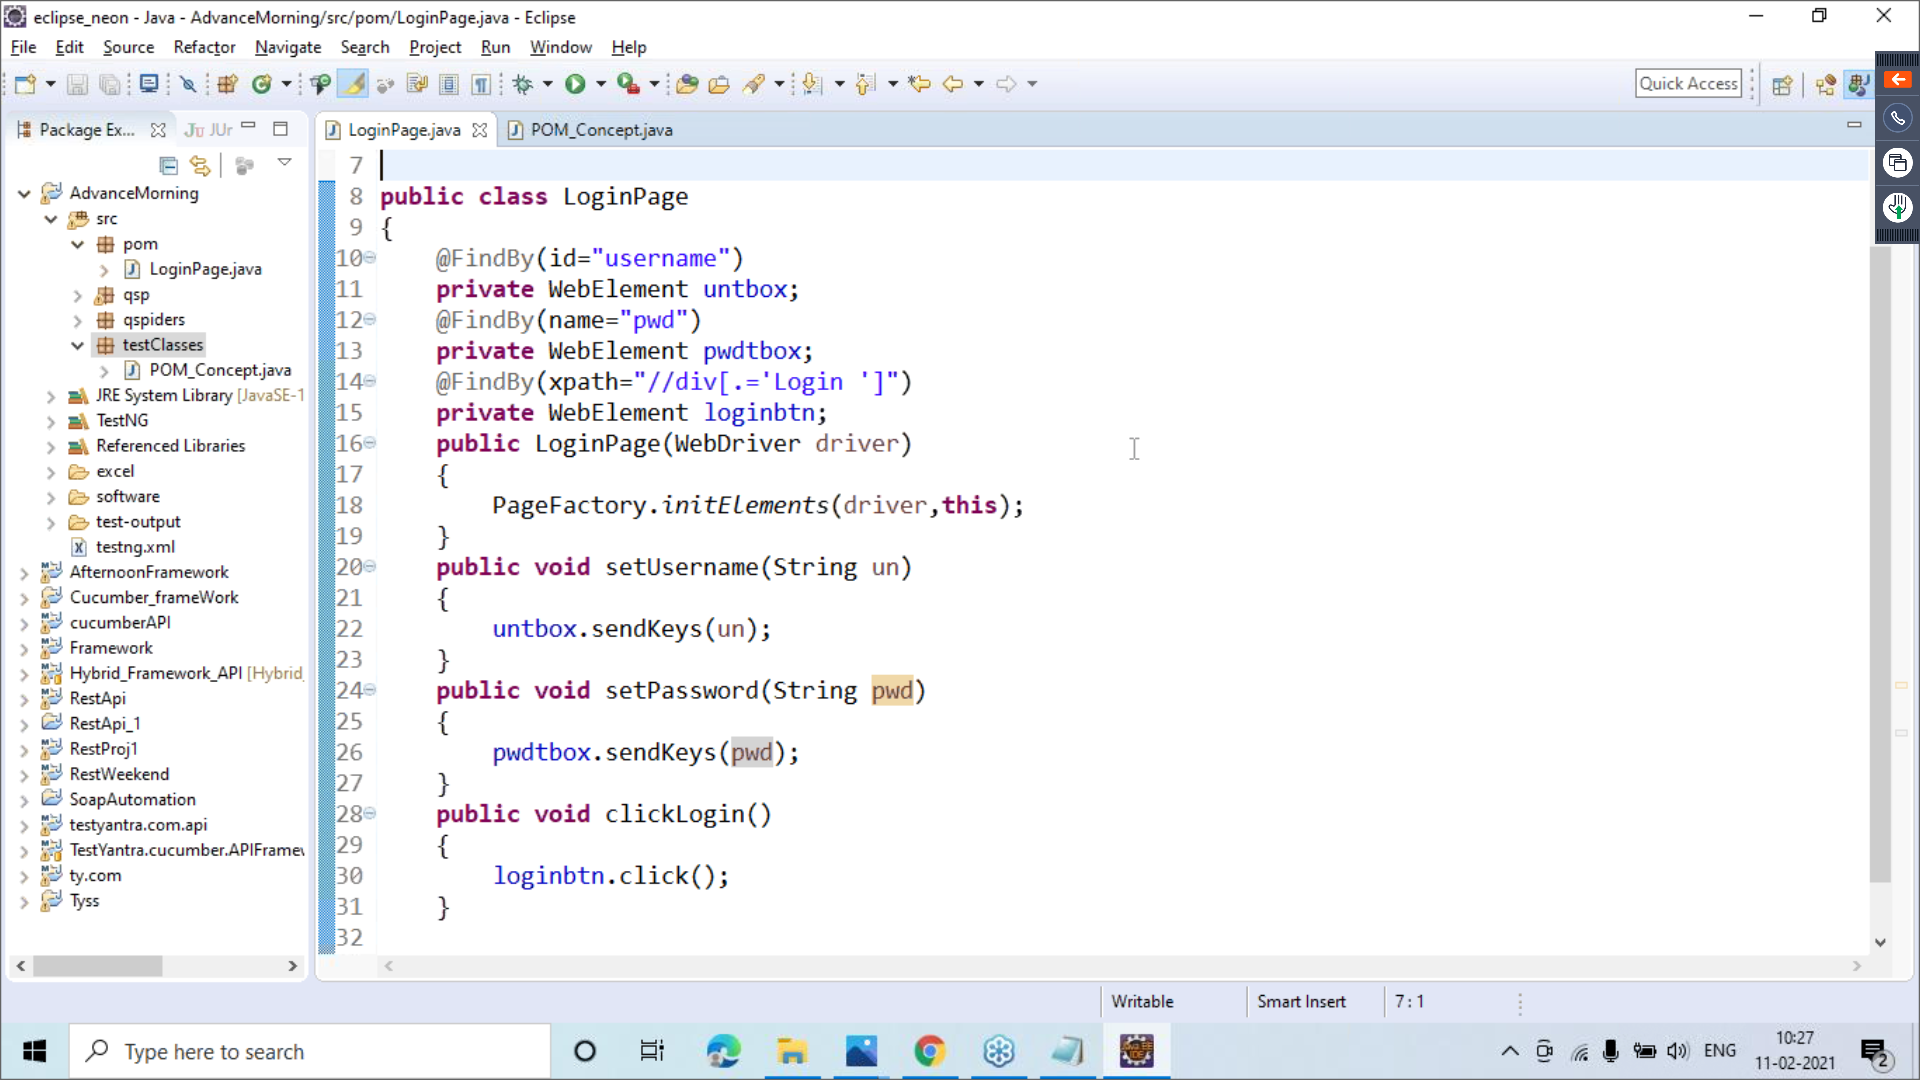 eclipse_neon - Java - AdvanceMorning/src/pom/LoginPage.java - Eclipse
File Edit Source Refactor Navigate Search Project Run Window Help
Quick Access
Package Ex... JUr
LoginPage.java POM_Concept.java
AdvanceMorning
src
pom
LoginPage.java
qsp
qspiders
testClasses
POM_Concept.java
JRE System Library [JavaSE-1
TestNG
Referenced Libraries
excel
software
test-output
testng.xml
AfternoonFramework
Cucumber_frameWork
cucumberAPI
Framework
Hybrid_Framework_API [Hybrid_
RestApi
RestApi_1
RestProj1
RestWeekend
SoapAutomation
testyantra.com.api
TestYantra.cucumber.APIFramew
ty.com
Tyss
7
8 public class LoginPage
9 {
10 @FindBy(id="username")
11 private WebElement untbox;
12 @FindBy(name="pwd")
13 private WebElement pwdtbox;
14 @FindBy(xpath="//div[.='Login ']")
15 private WebElement loginbtn;
16 public LoginPage(WebDriver driver)
17 {
18 PageFactory.initElements(driver,this);
19 }
20 public void setUsername(String un)
21 {
22 untbox.sendKeys(un);
23 }
24 public void setPassword(String pwd)
25 {
26 pwdtbox.sendKeys(pwd);
27 }
28 public void clickLogin()
29 {
30 loginbtn.click();
31 }
32
Writable Smart Insert 7 : 1
Type here to search
ENG
10:27
11-02-2021
2